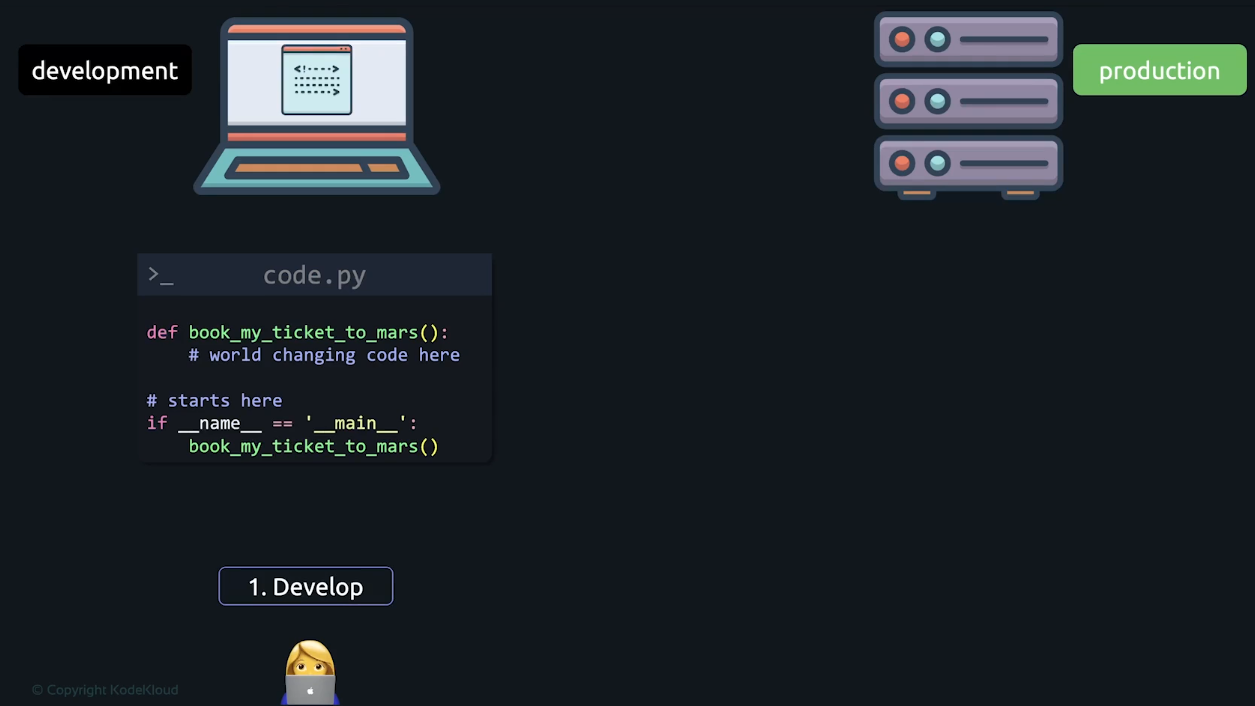 development
production
<!---->
>_ code.py
def book_my_ticket_to_mars():
    # world changing code here
# starts here
if __name__ == '__main__':
    book_my_ticket_to_mars()
1. Develop
© Copyright KodeKloud